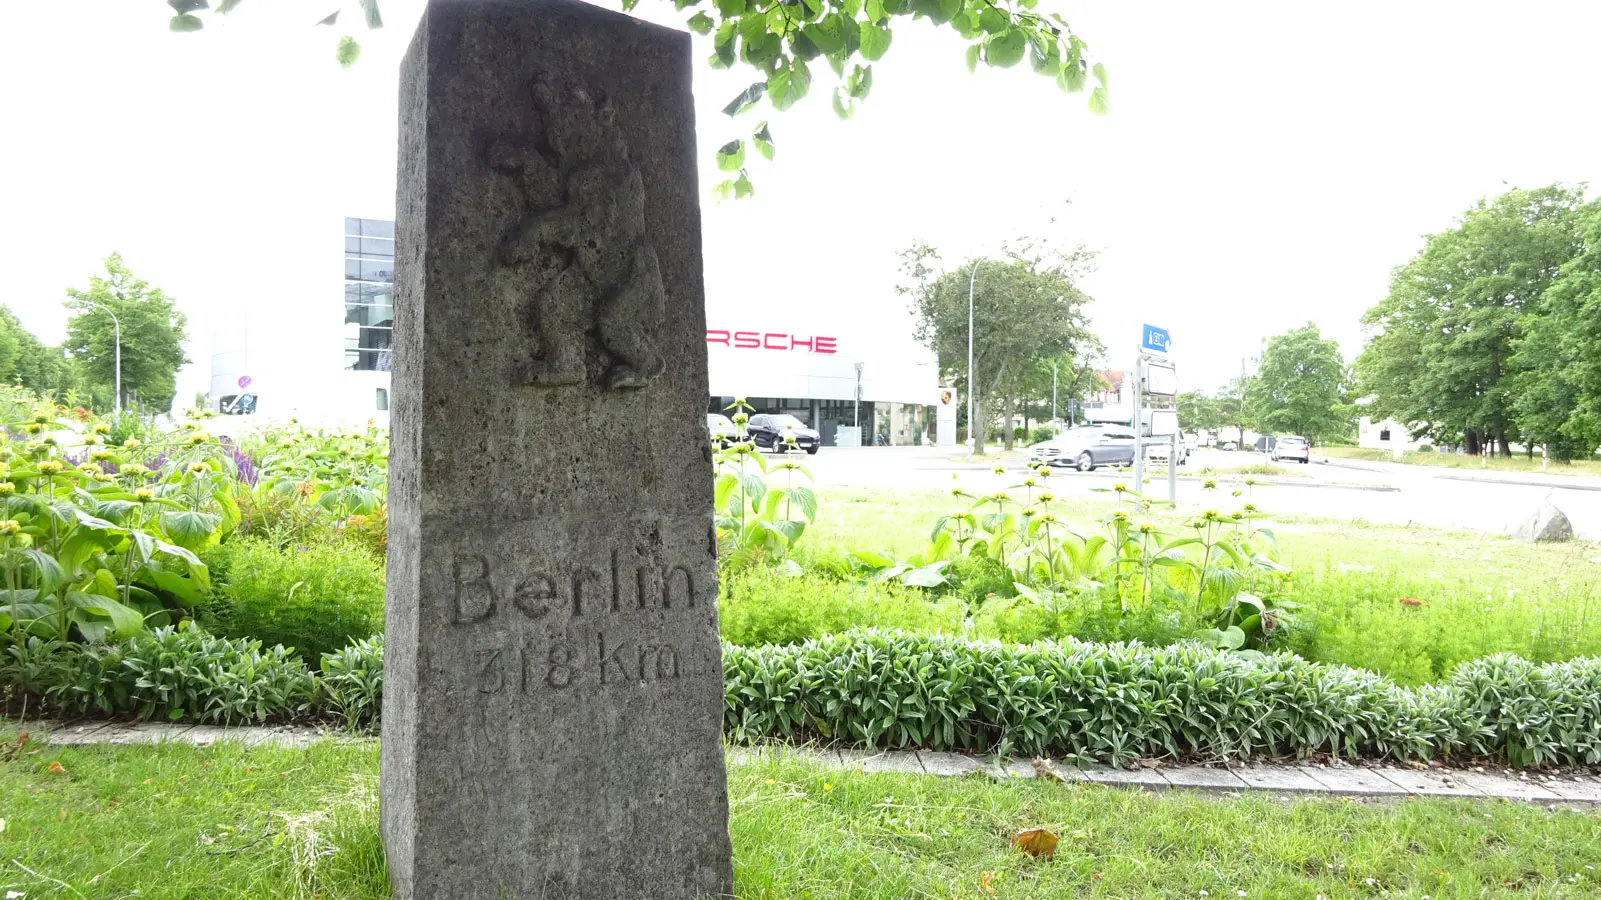 Berlin
318 km
RSCHE